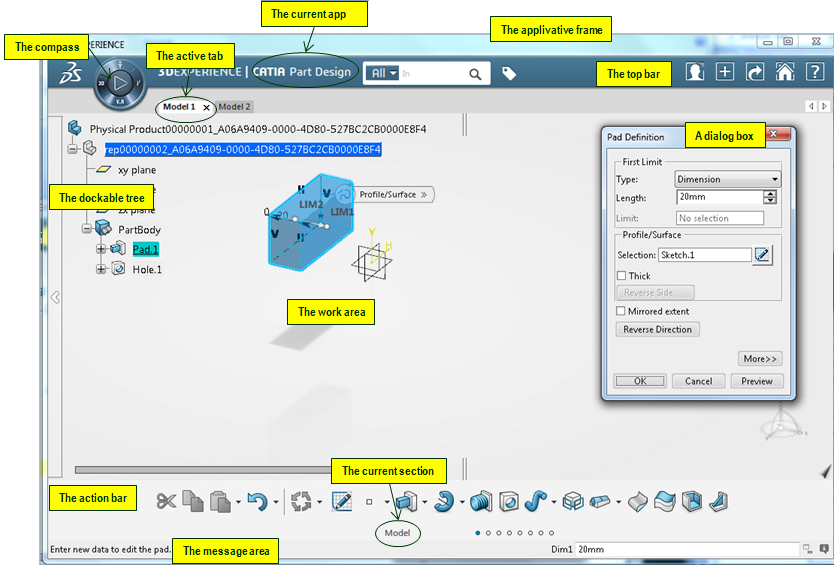 The current app
The applivative frame
The compass
PERIENCE
The active tab
3DEXPERIENCE | CATIA Part Design
All
in
The top bar
3D
V.R
Model 1
Model 2
Physical Product00000001_A06A9409-0000-4D80-527BC2CB0000E8F4
rep00000002_A06A9409-0000-4D80-527BC2CB0000E8F4
xy plane
The dockable tree
zx plane
PartBody
Pad.1
Hole.1
Profile/Surface
LIM2
LIM1
0
20
H
V
V
H
Y
H
The work area
Pad Definition
A dialog box
First Limit
Type:
Dimension
Length:
20mm
Limit:
No selection
Profile/Surface
Selection:
Sketch.1
Thick
Reverse Side
Mirrored extent
Reverse Direction
More>>
OK
Cancel
Preview
The current section
The action bar
Model
Enter new data to edit the pad.
The message area
Dim1
20mm